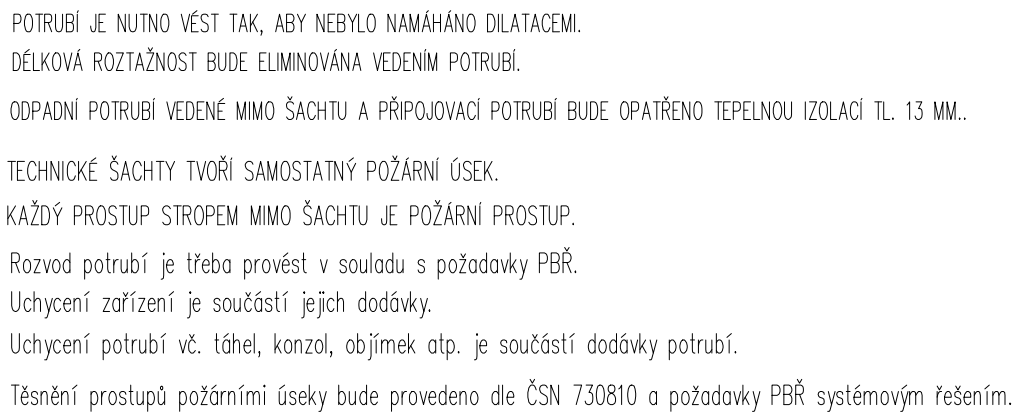 POTRUBÍ JE NUTNO VÉST TAK, ABY NEBYLO NAMÁHÁNO DILATACEMI.
DÉLKOVÁ ROZTAŽNOST BUDE ELIMINOVÁNA VEDENÍM POTRUBÍ.
ODPADNÍ POTRUBÍ VEDENÉ MIMO ŠACHTU A PŘIPOJOVACÍ POTRUBÍ BUDE OPATŘENO TEPELNOU IZOLACÍ TL. 13 MM..
TECHNICKÉ ŠACHTY TVOŘÍ SAMOSTATNÝ POŽÁRNÍ ÚSEK.
KAŽDÝ PROSTUP STROPEM MIMO ŠACHTU JE POŽÁRNÍ PROSTUP.
Rozvod potrubí je třeba provést v souladu s požadavky PBŘ.
Uchycení zařízení je součástí jejich dodávky.
Uchycení potrubí vč. táhel, konzol, objímek atp. je součástí dodávky potrubí.
Těsnění prostupů požárními úseky bude provedeno dle ČSN 730810 a požadavky PBŘ systémovým řešením.